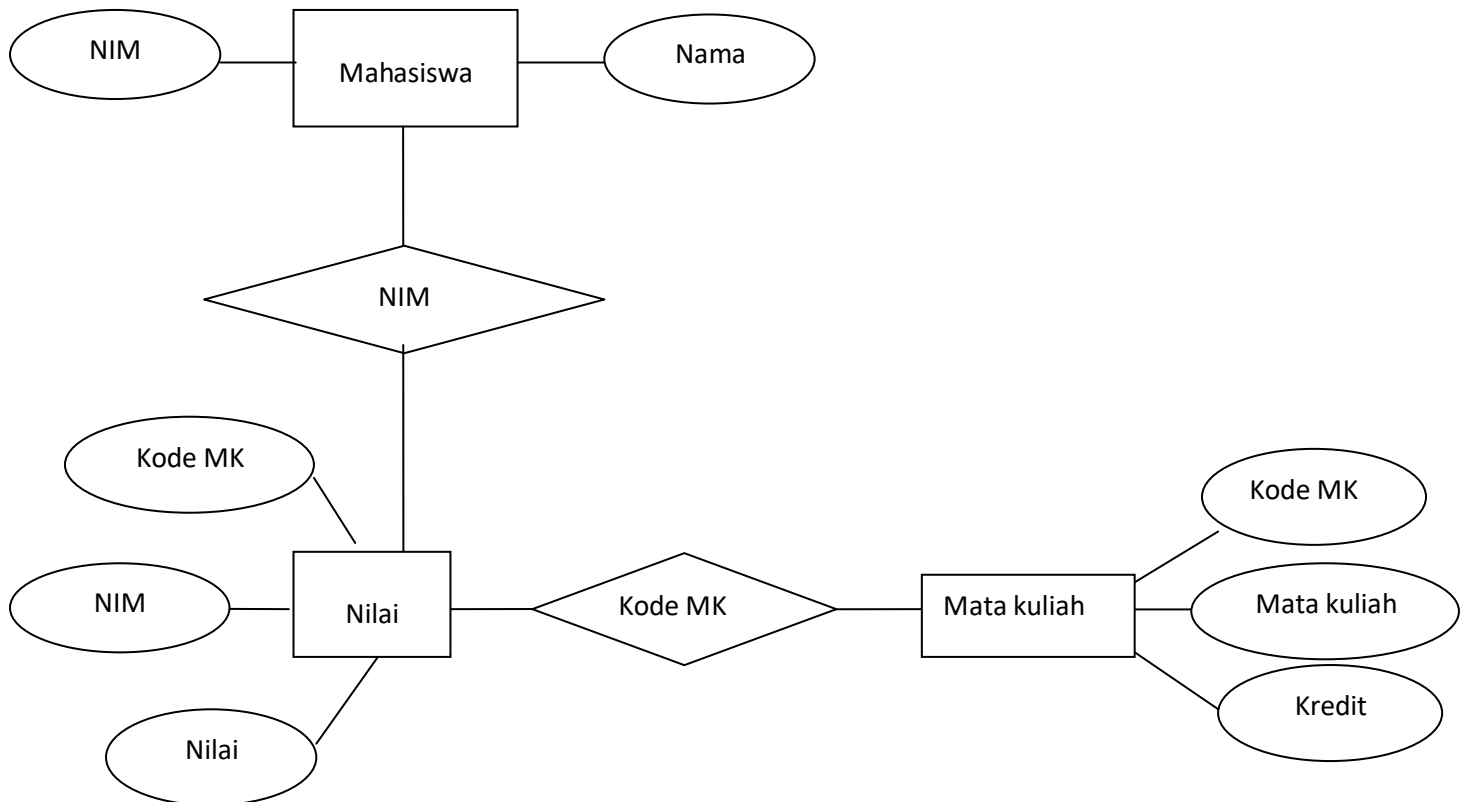 NIM
Mahasiswa
Nama
NIM
Kode MK
NIM
Nilai
Nilai
Kode MK
Mata kuliah
Kode MK
Mata kuliah
Kredit